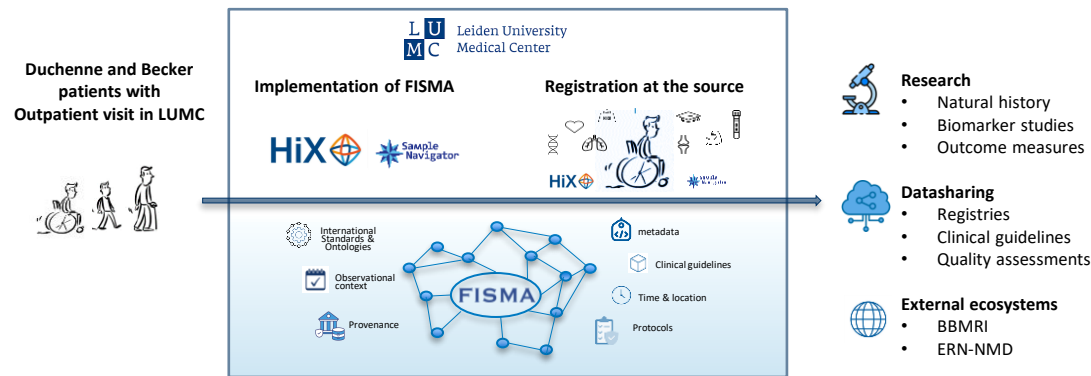 L U
M C
Leiden University
Medical Center
Duchenne and Becker
patients with
Outpatient visit in LUMC
Implementation of FISMA
Registration at the source
HiX
Sample
Navigator
HiX
International
Standards &
Ontologies
Observational
context
Provenance
FISMA
metadata
Clinical guidelines
Time & location
Protocols
Research
• Natural history
• Biomarker studies
• Outcome measures
Datasharing
• Registries
• Clinical guidelines
• Quality assessments
External ecosystems
• BBMRI
• ERN-NMD